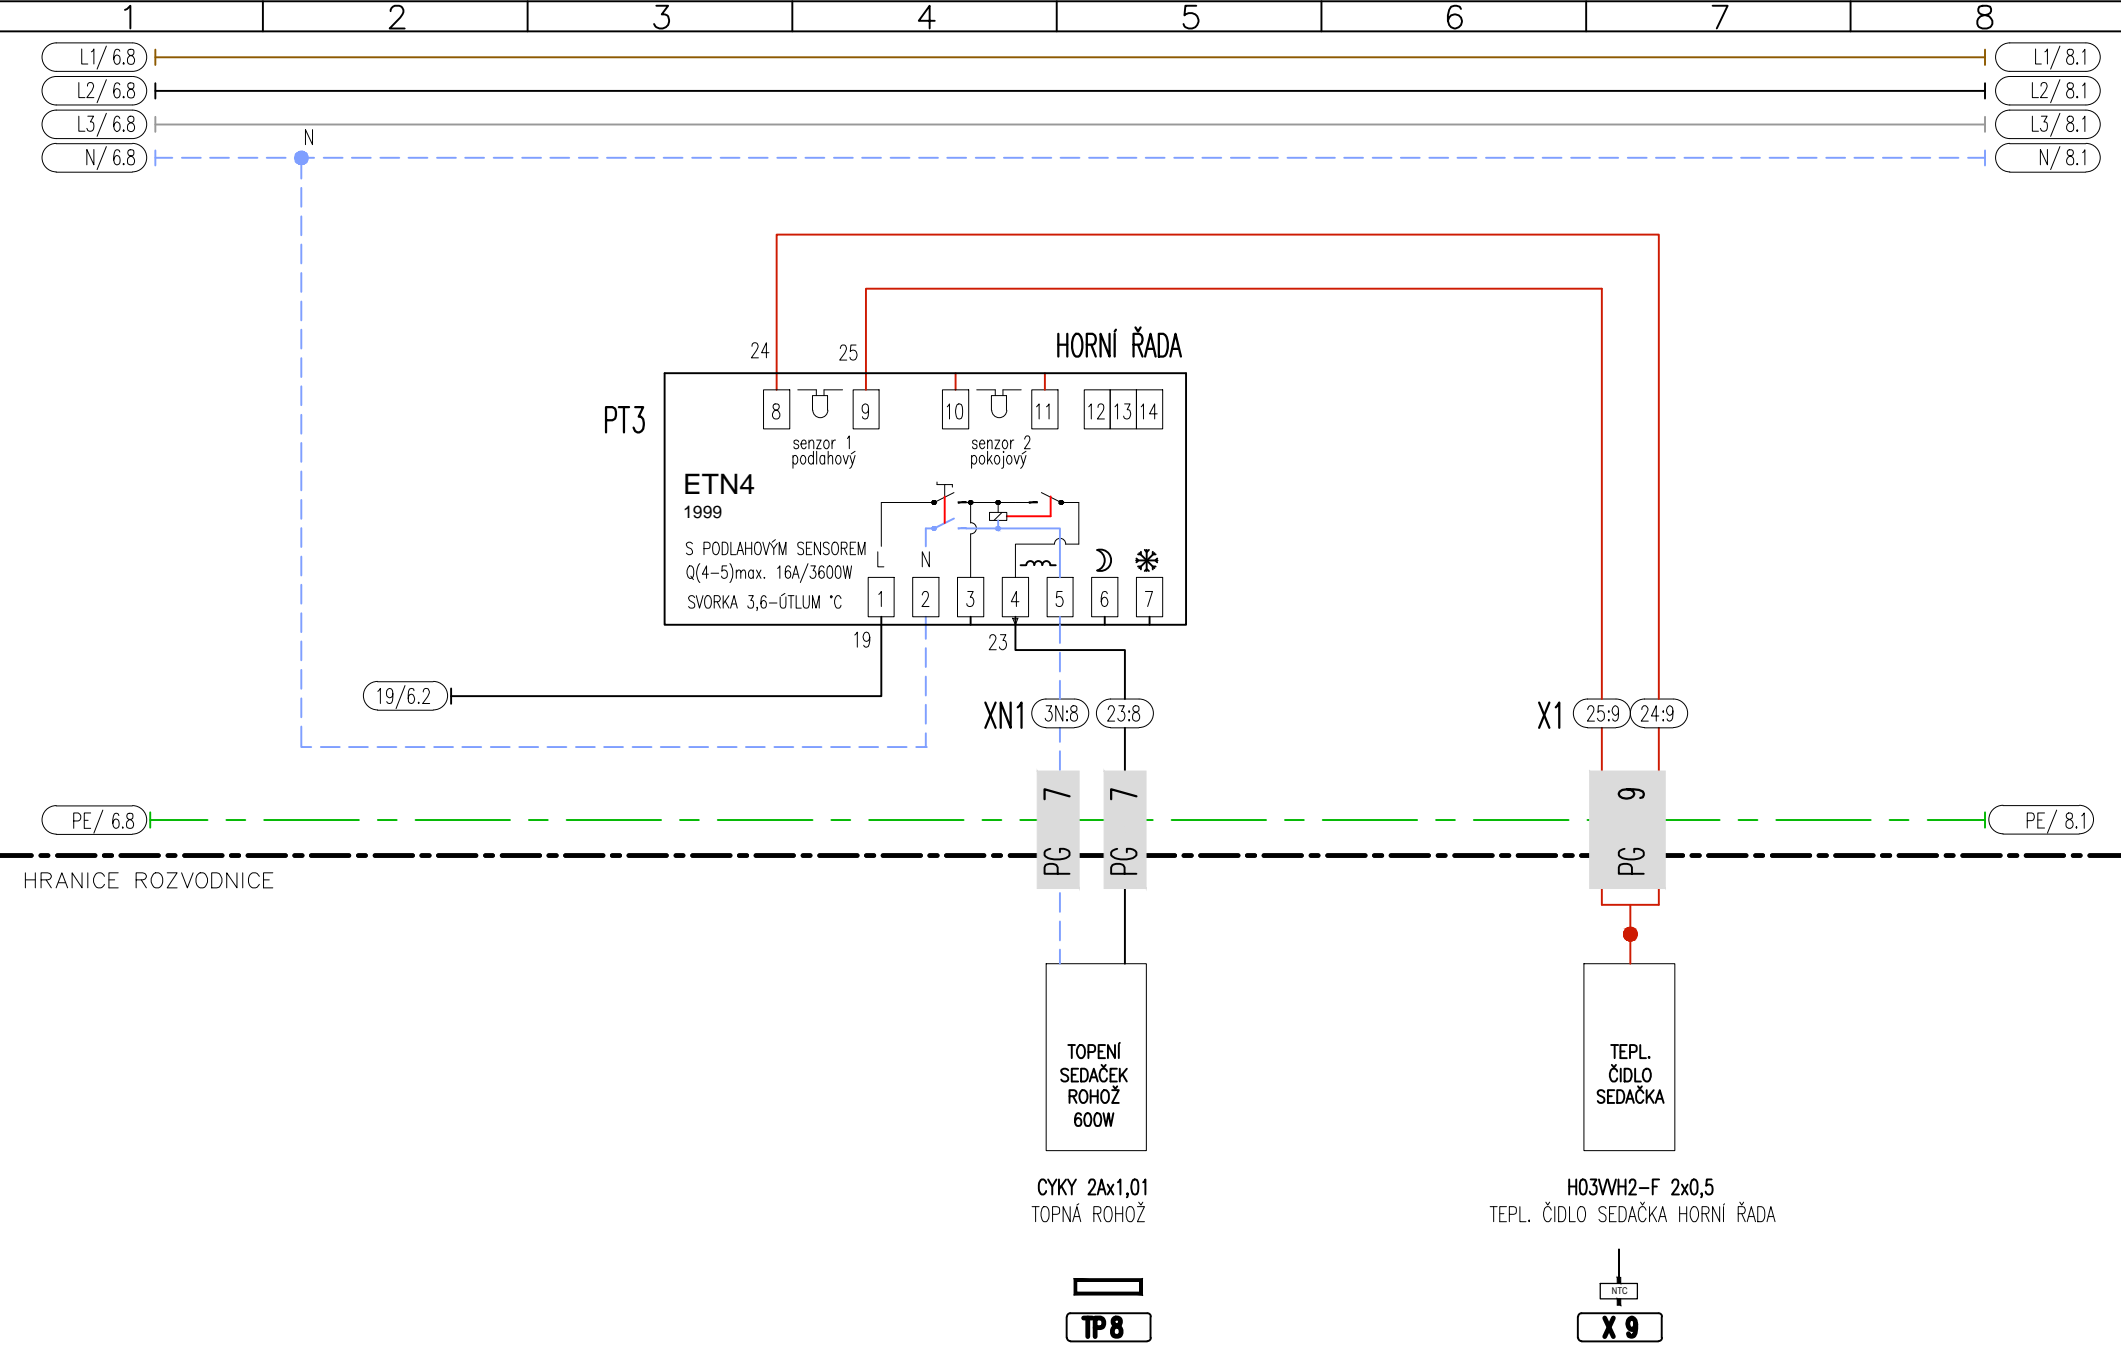 1 2 3 4 5 6 7 8
L1/ 6.8 L1/ 8.1
L2/ 6.8 L2/ 8.1
L3/ 6.8 L3/ 8.1
N
N/ 6.8 N/ 8.1
24 25 HORNÍ ŘADA
PT3
8 9 10 11 12 13 14
senzor 1
podlahový
senzor 2
pokojový
ETN4
1999
S PODLAHOVÝM SENSOREM
Q(4-5)max. 16A/3600W
SVORKA 3,6-ÚTLUM °C
L N
1 2 3 4 5 6 7
19 23
19/6.2
XN1 3N:8 23:8
X1 25:9 24:9
PG 7
PG 7
PG 9
PE/ 6.8 PE/ 8.1
HRANICE ROZVODNICE
TOPENÍ
SEDAČEK
ROHOŽ
600W
TEPL.
ČIDLO
SEDAČKA
CYKY 2Ax1,01
TOPNÁ ROHOŽ
H03VVH2-F 2x0,5
TEPL. ČIDLO SEDAČKA HORNÍ ŘADA
NTC
TP8
X 9